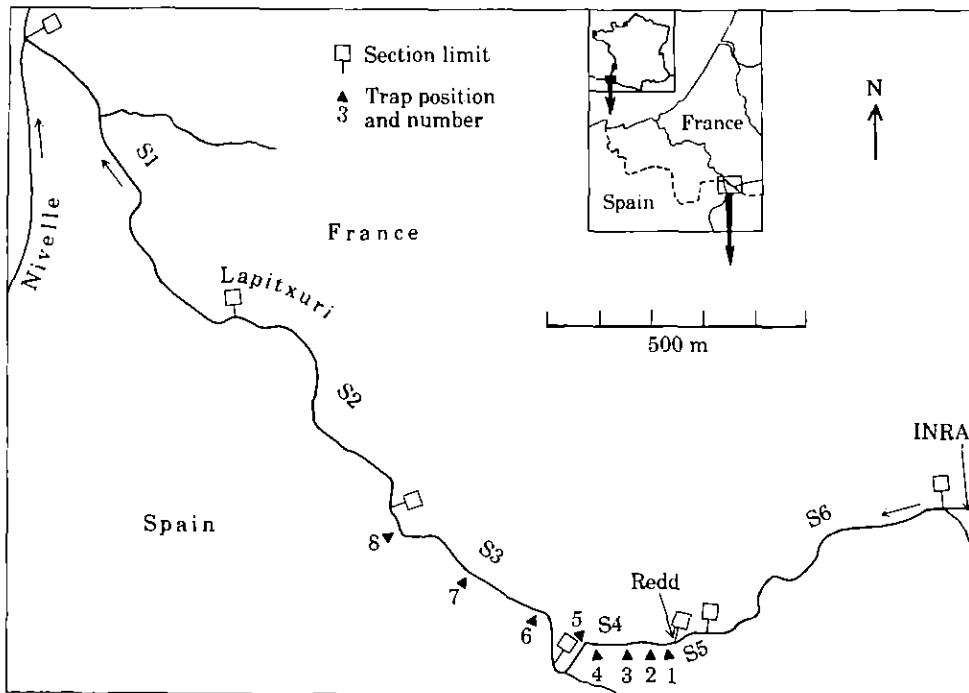 Section limit
Trap position
3 and number
N
France
Spain
S1
Nivelle
France
Lapitxuri
500 m
S2
INRA
Spain
S6
8
S3
7
Redd
6
5
S4
S5
4
3
2
1